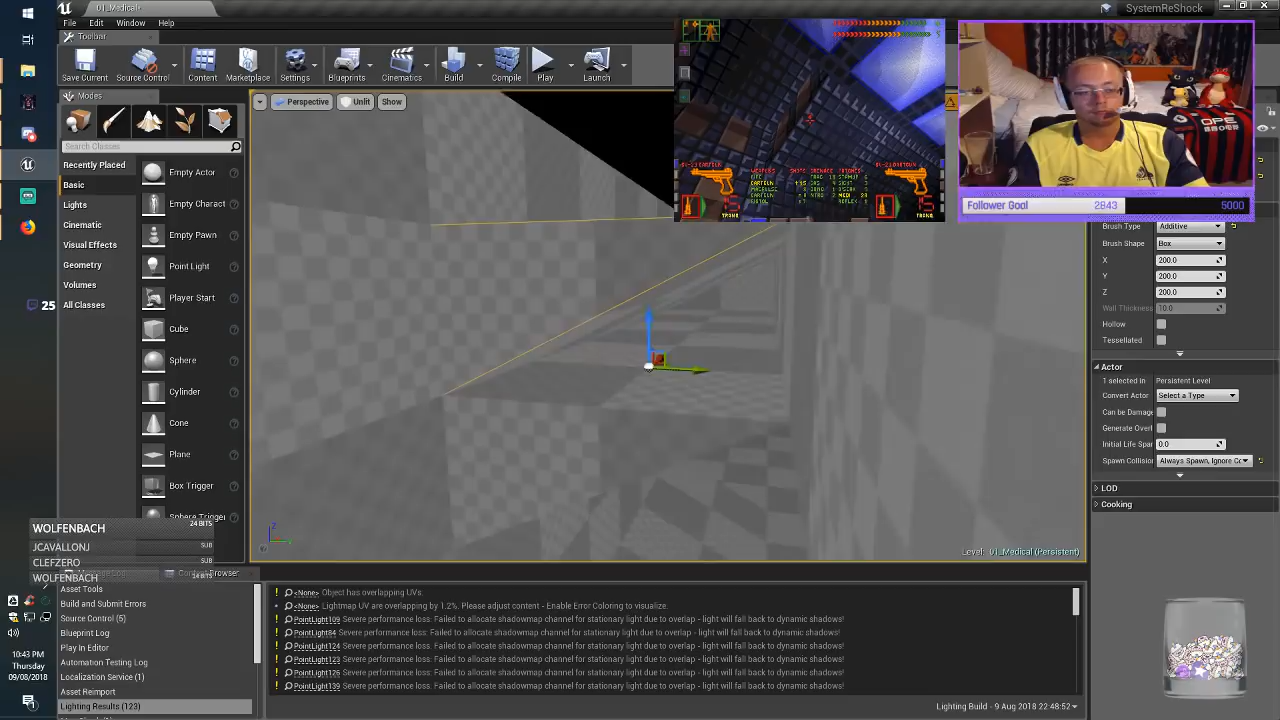 01_Medical*
SystemReShock
File Edit Window Help
Toolbar
Save Current Source Control Content Marketplace Settings Blueprints Cinematics Build Compile Play Launch
Modes
Search Classes
Recently Placed
Basic
Lights
Cinematic
Visual Effects
Geometry
Volumes
All Classes
Empty Actor
Empty Charact
Empty Pawn
Point Light
Player Start
Cube
Sphere
Cylinder
Cone
Plane
Box Trigger
Sphere Trigger
Perspective Unlit Show
Level: 01_Medical (Persistent)
Follower Goal 2843 5000
OPE
Brush Type Additive
Brush Shape Box
X 200.0
Y 200.0
Z 200.0
Wall Thickness 10.0
Hollow
Tessellated
Actor
1 selected in Persistent Level
Convert Actor Select a Type
Can be Damage
Generate Overl
Initial Life Span 0.0
Spawn Collision Always Spawn, Ignore Co
LOD
Cooking
25
WOLFENBACH 24 BITS
JCAVALLONJ SUB
CLEFZERO SUB
WOLFENBACH 24 BITS
Asset Tools
Build and Submit Errors
Source Control (5)
Blueprint Log
Play In Editor
Automation Testing Log
Localization Service (1)
Asset Reimport
Lighting Results (123)
<None> Object has overlapping UVs.
<None> Lightmap UV are overlapping by 1.2%. Please adjust content - Enable Error Coloring to visualize.
PointLight109 Severe performance loss: Failed to allocate shadowmap channel for stationary light due to overlap - light will fall back to dynamic shadows!
PointLight84 Severe performance loss: Failed to allocate shadowmap channel for stationary light due to overlap - light will fall back to dynamic shadows!
PointLight124 Severe performance loss: Failed to allocate shadowmap channel for stationary light due to overlap - light will fall back to dynamic shadows!
PointLight123 Severe performance loss: Failed to allocate shadowmap channel for stationary light due to overlap - light will fall back to dynamic shadows!
PointLight126 Severe performance loss: Failed to allocate shadowmap channel for stationary light due to overlap - light will fall back to dynamic shadows!
PointLight139 Severe performance loss: Failed to allocate shadowmap channel for stationary light due to overlap - light will fall back to dynamic shadows!
Lighting Build - 9 Aug 2018 22:48:52
10:43 PM
Thursday
09/08/2018